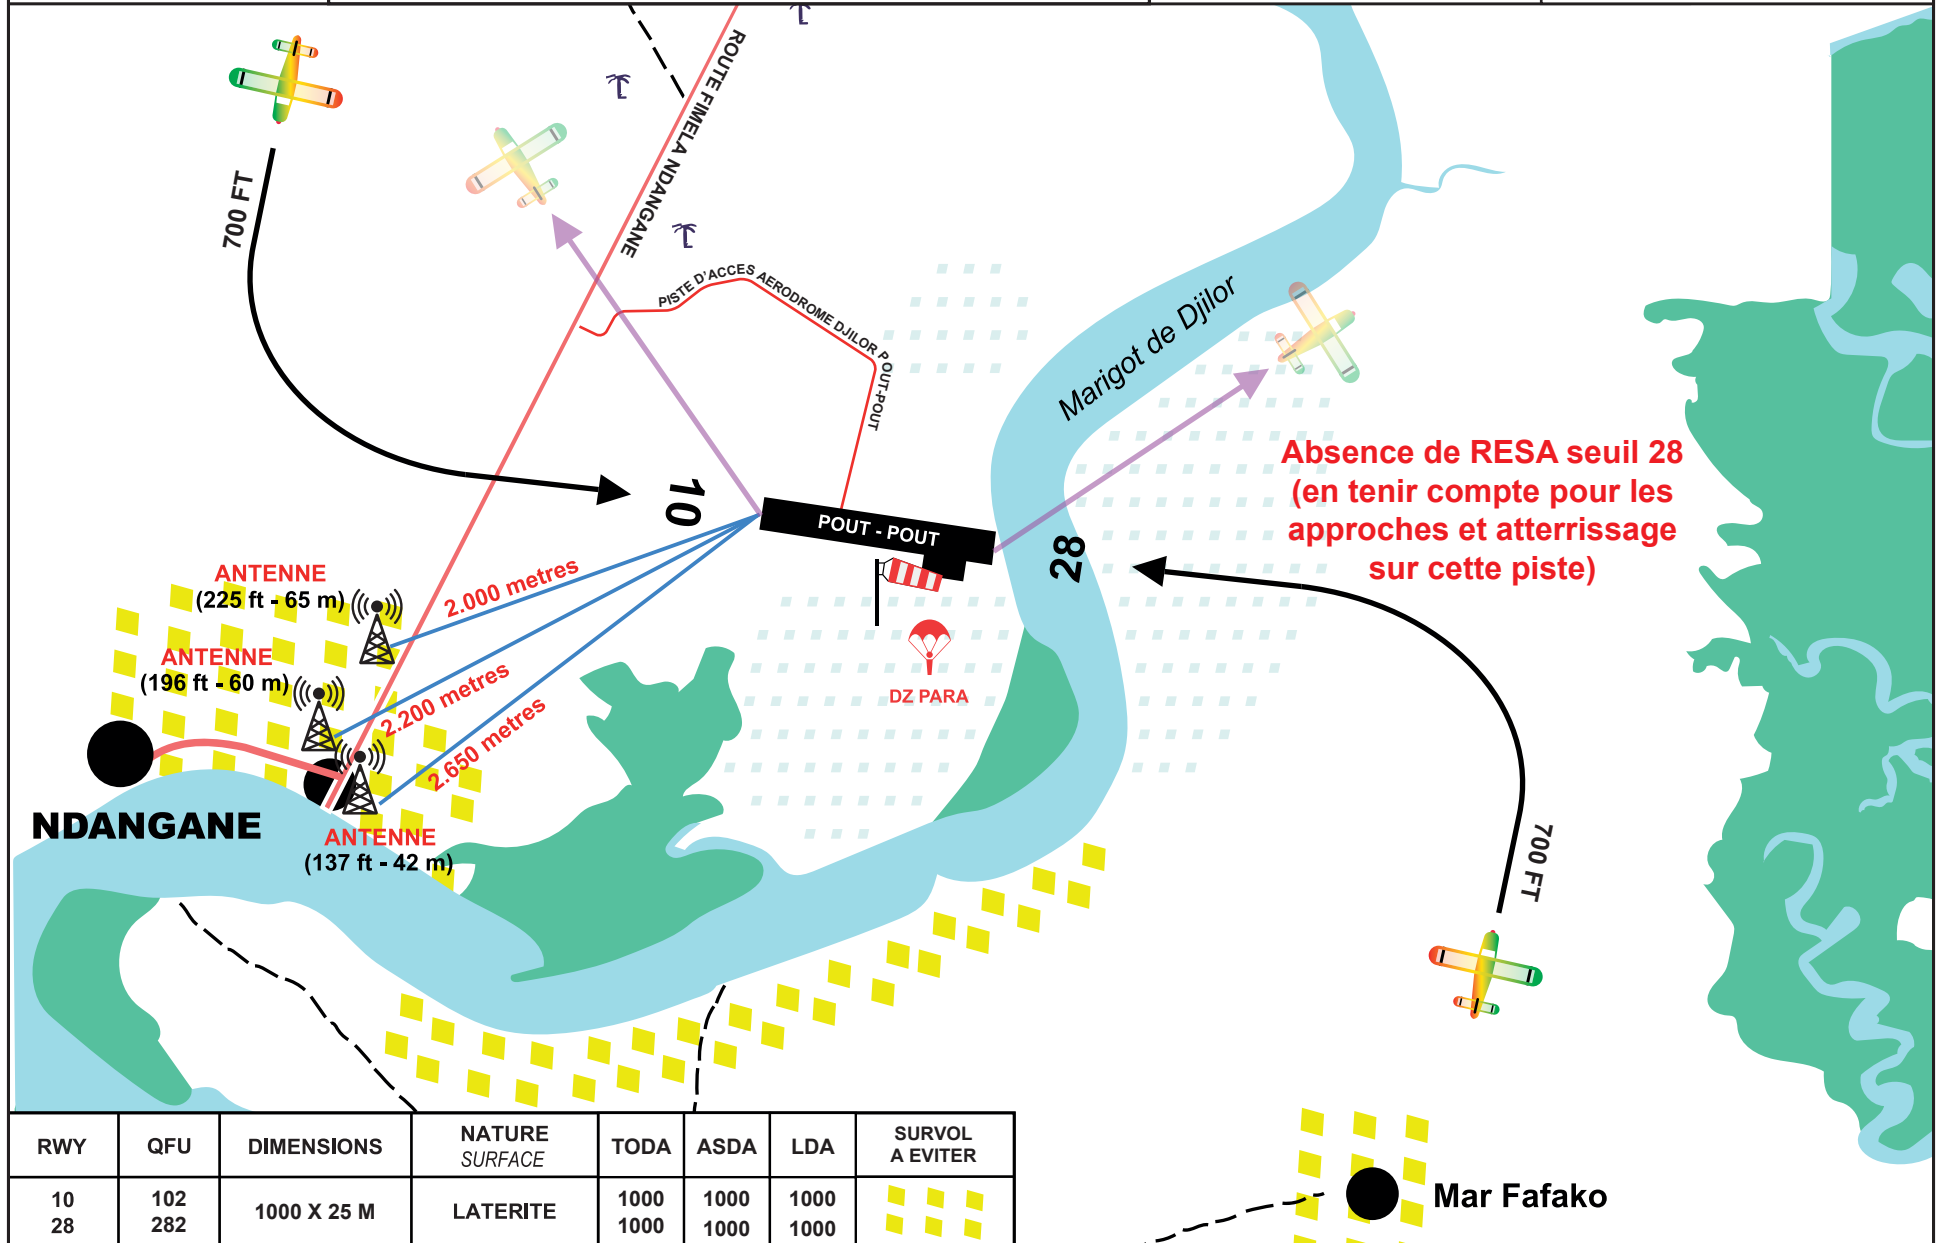 ROUTE FIMELA NDANGANE
700 FT
PISTE D'ACCES AERODROME DJILOR POUT-POUT
Marigot de Djilor
10
POUT - POUT
28
Absence de RESA seuil 28
(en tenir compte pour les
approches et atterrissage
sur cette piste)
ANTENNE
(225 ft - 65 m)
2.000 metres
ANTENNE
(196 ft - 60 m)
2.200 metres
2.650 metres
DZ PARA
NDANGANE
ANTENNE
(137 ft - 42 m)
700 FT
RWY QFU DIMENSIONS NATURE SURFACE TODA ASDA LDA SURVOL A EVITER
10 102 1000 X 25 M LATERITE 1000 1000 1000
28 282 1000 1000 1000
Mar Fafako